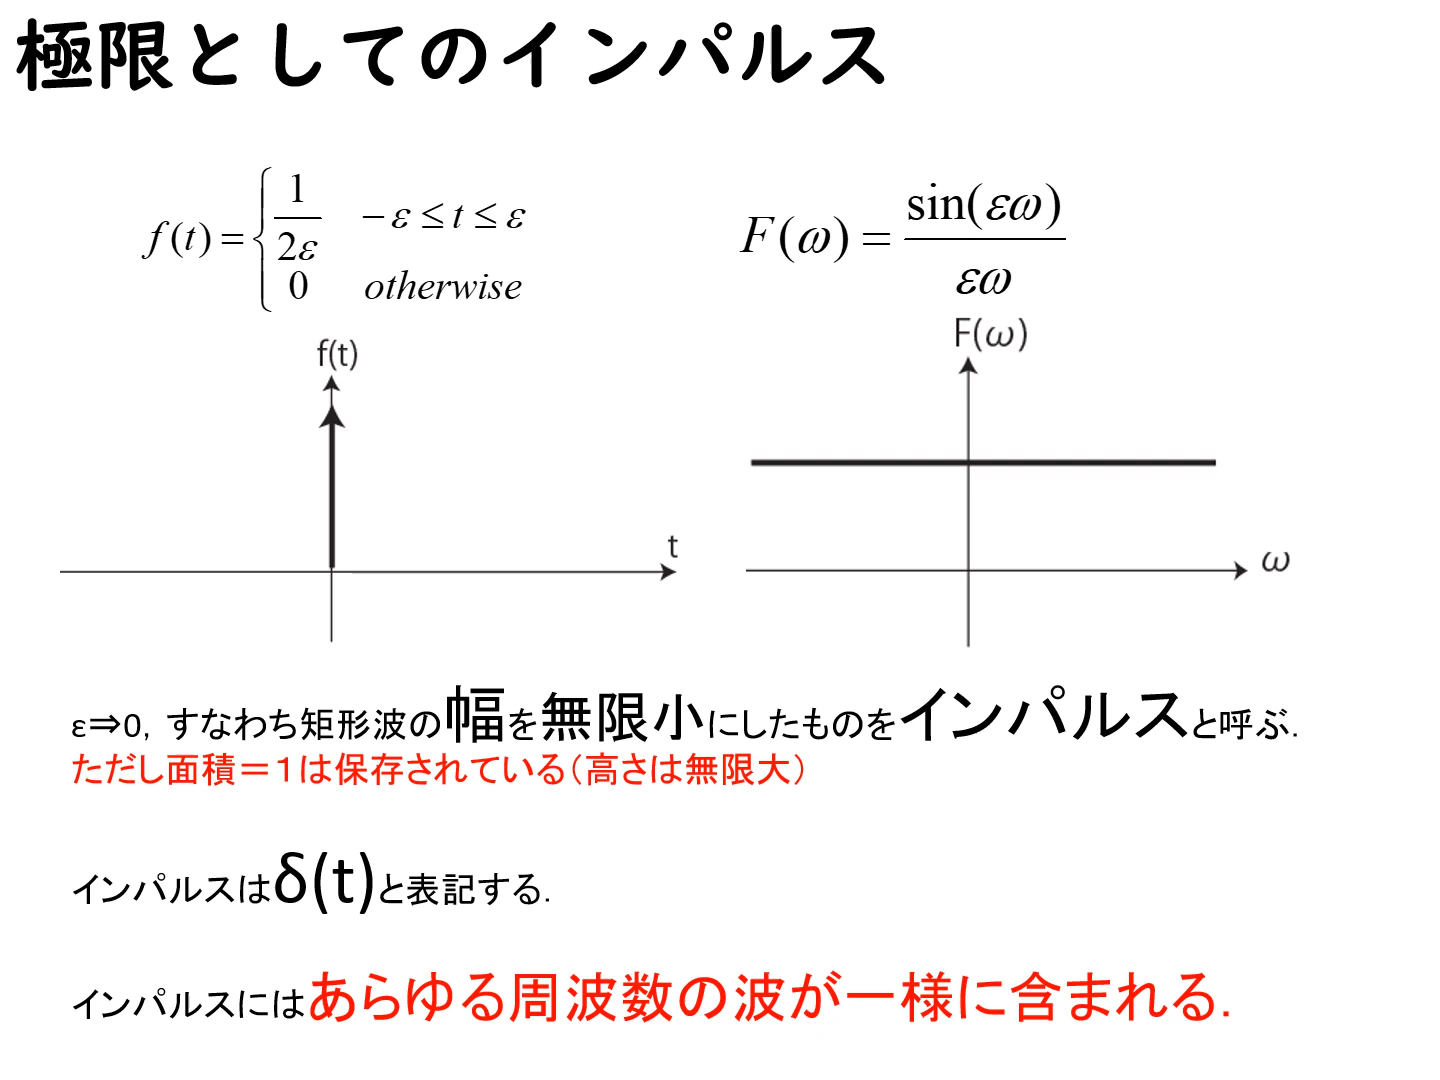 極限としてのインパルス
f(t) = { 1/2ε  −ε ≤ t ≤ ε
0  otherwise
F(ω) = sin(εω)/εω
f(t)
t
F(ω)
ω
ε⇒0，すなわち矩形波の幅を無限小にしたものをインパルスと呼ぶ．
ただし面積＝１は保存されている（高さは無限大）
インパルスはδ(t)と表記する．
インパルスにはあらゆる周波数の波が一様に含まれる．